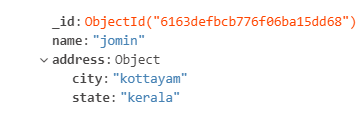 _id: ObjectId("6163defbcb776f06ba15dd68")
name: "jomin"
address: Object
city: "kottayam"
state: "kerala"